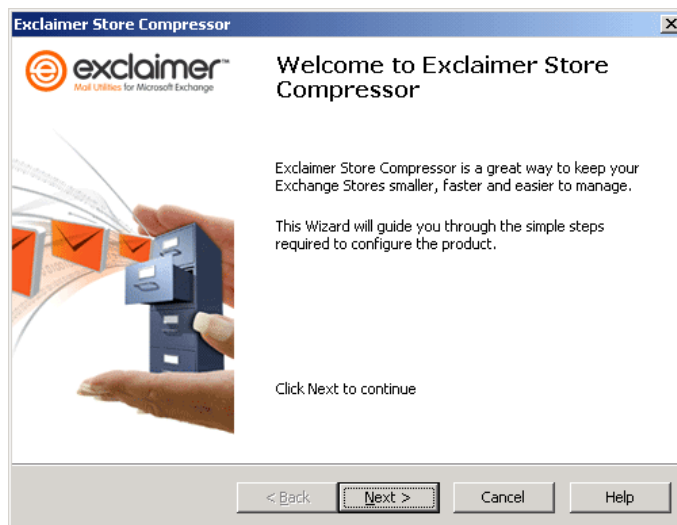 Exclaimer Store Compressor
exclaimer™
Mail Utilities for Microsoft Exchange
Welcome to Exclaimer Store
Compressor
Exclaimer Store Compressor is a great way to keep your
Exchange Stores smaller, faster and easier to manage.
This Wizard will guide you through the simple steps
required to configure the product.
Click Next to continue
< Back
Next >
Cancel
Help